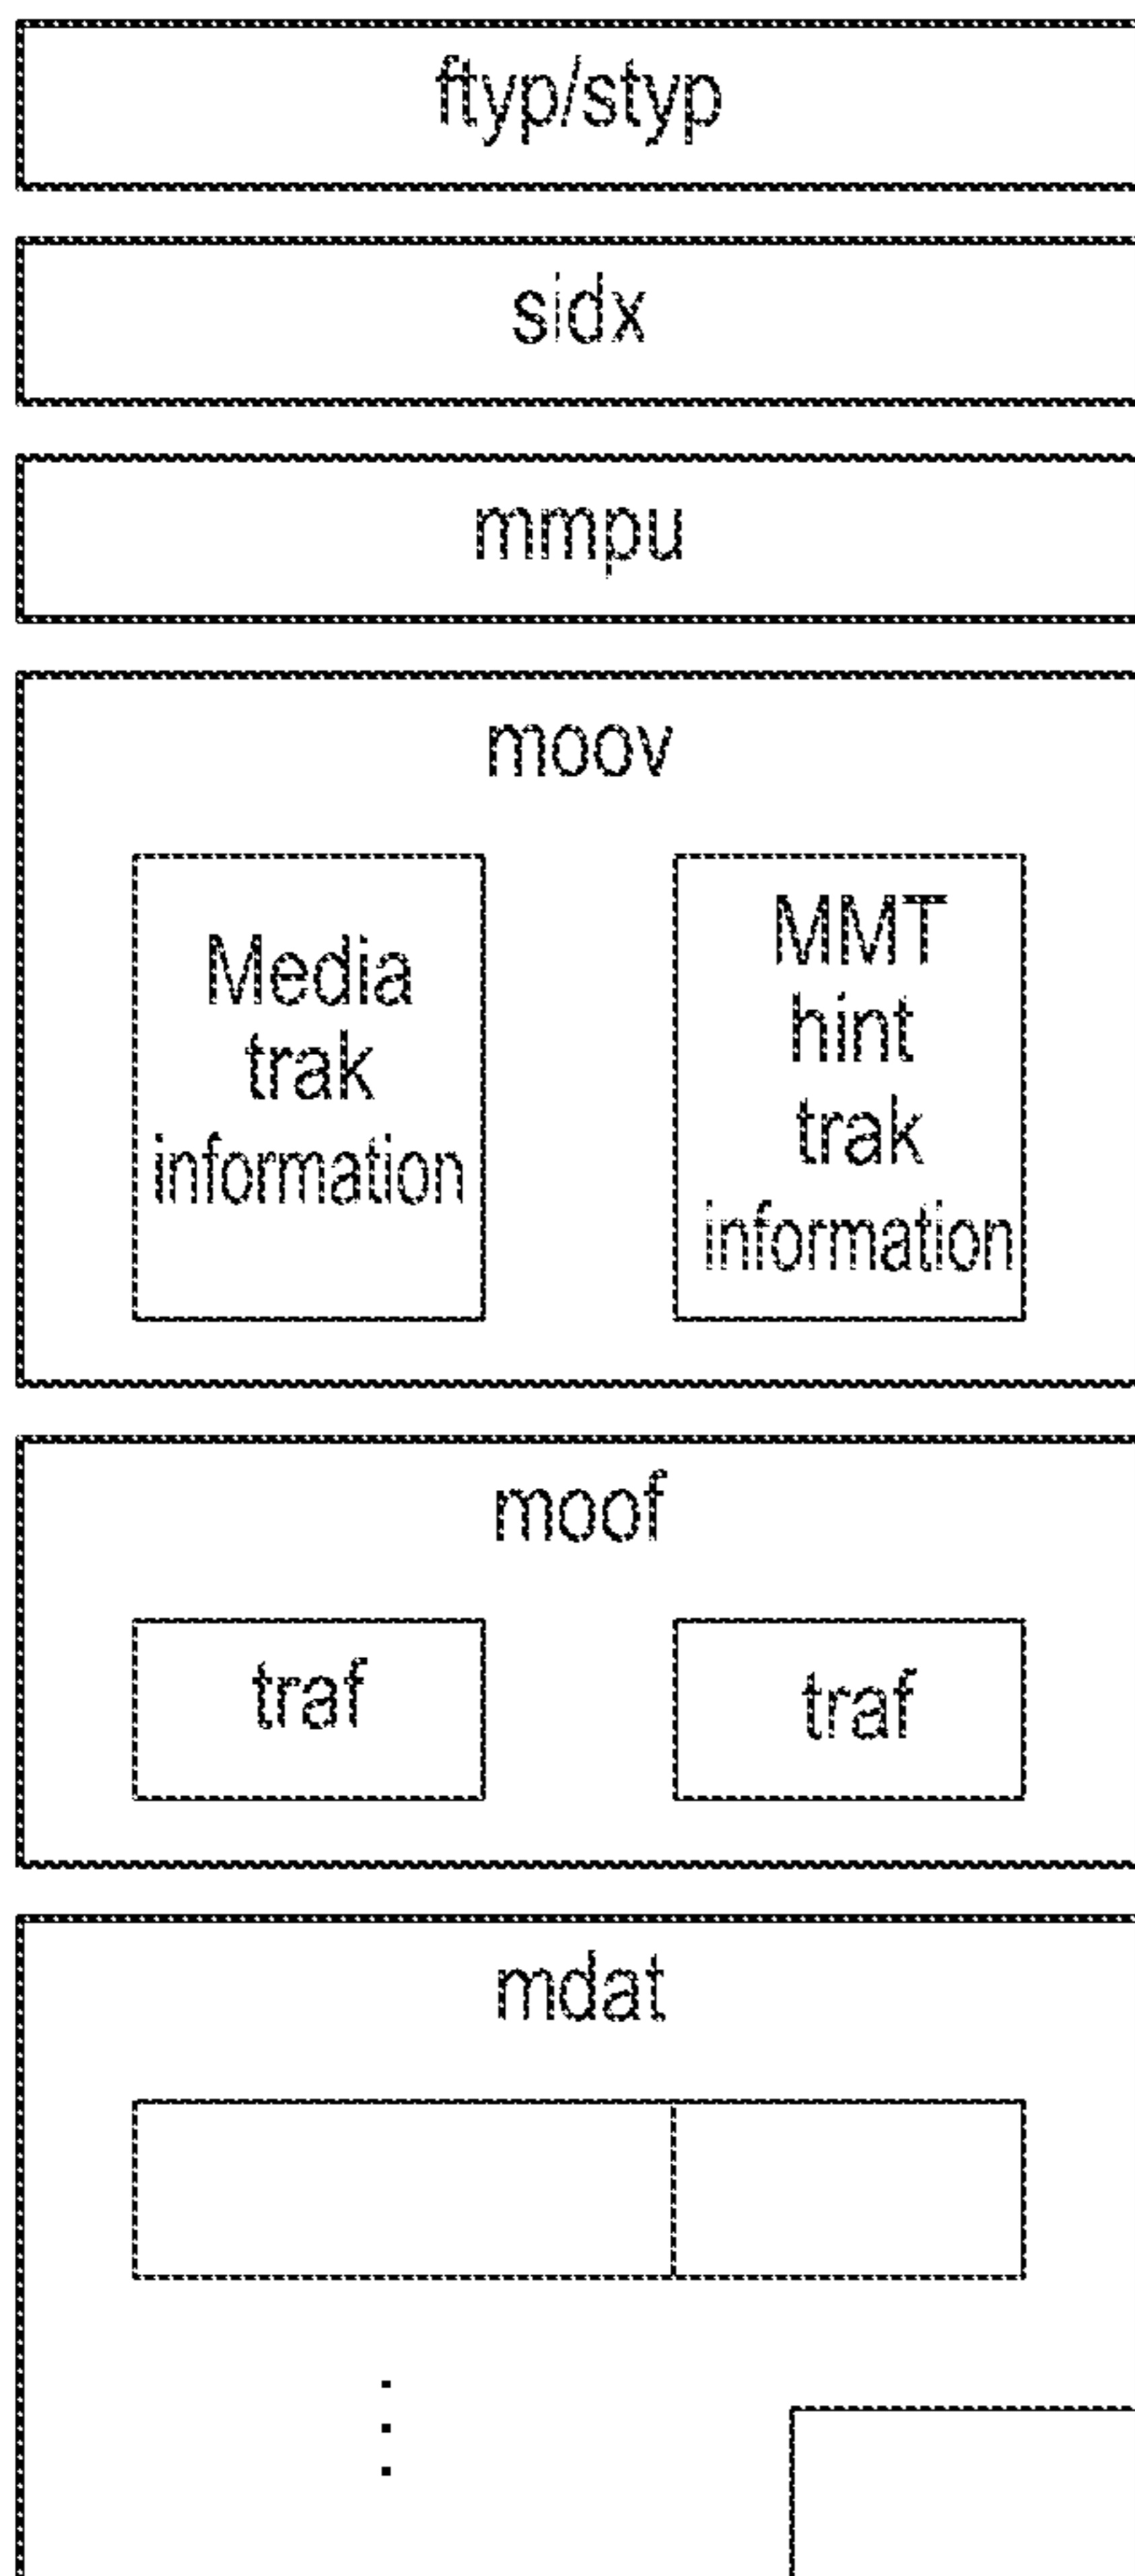 ftyp/styp
sidx
mmpu
moov
Media
trak
information
MMT
hint
trak
information
moof
traf
traf
mdat